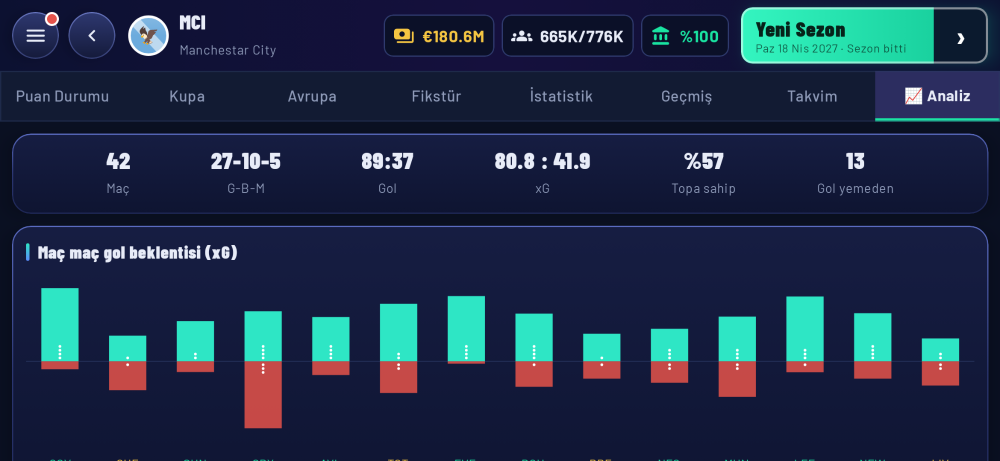 MCI
Manchestar City
€180.6M
665K/776K
%100
Yeni Sezon
Paz 18 Nis 2027 · Sezon bitti
Puan Durumu
Kupa
Avrupa
Fikstür
İstatistik
Geçmiş
Takvim
Analiz
42
27-10-5
89:37
80.8 : 41.9
%57
13
Maç
G-B-M
Gol
xG
Topa sahip
Gol yemeden
Maç maç gol beklentisi (xG)